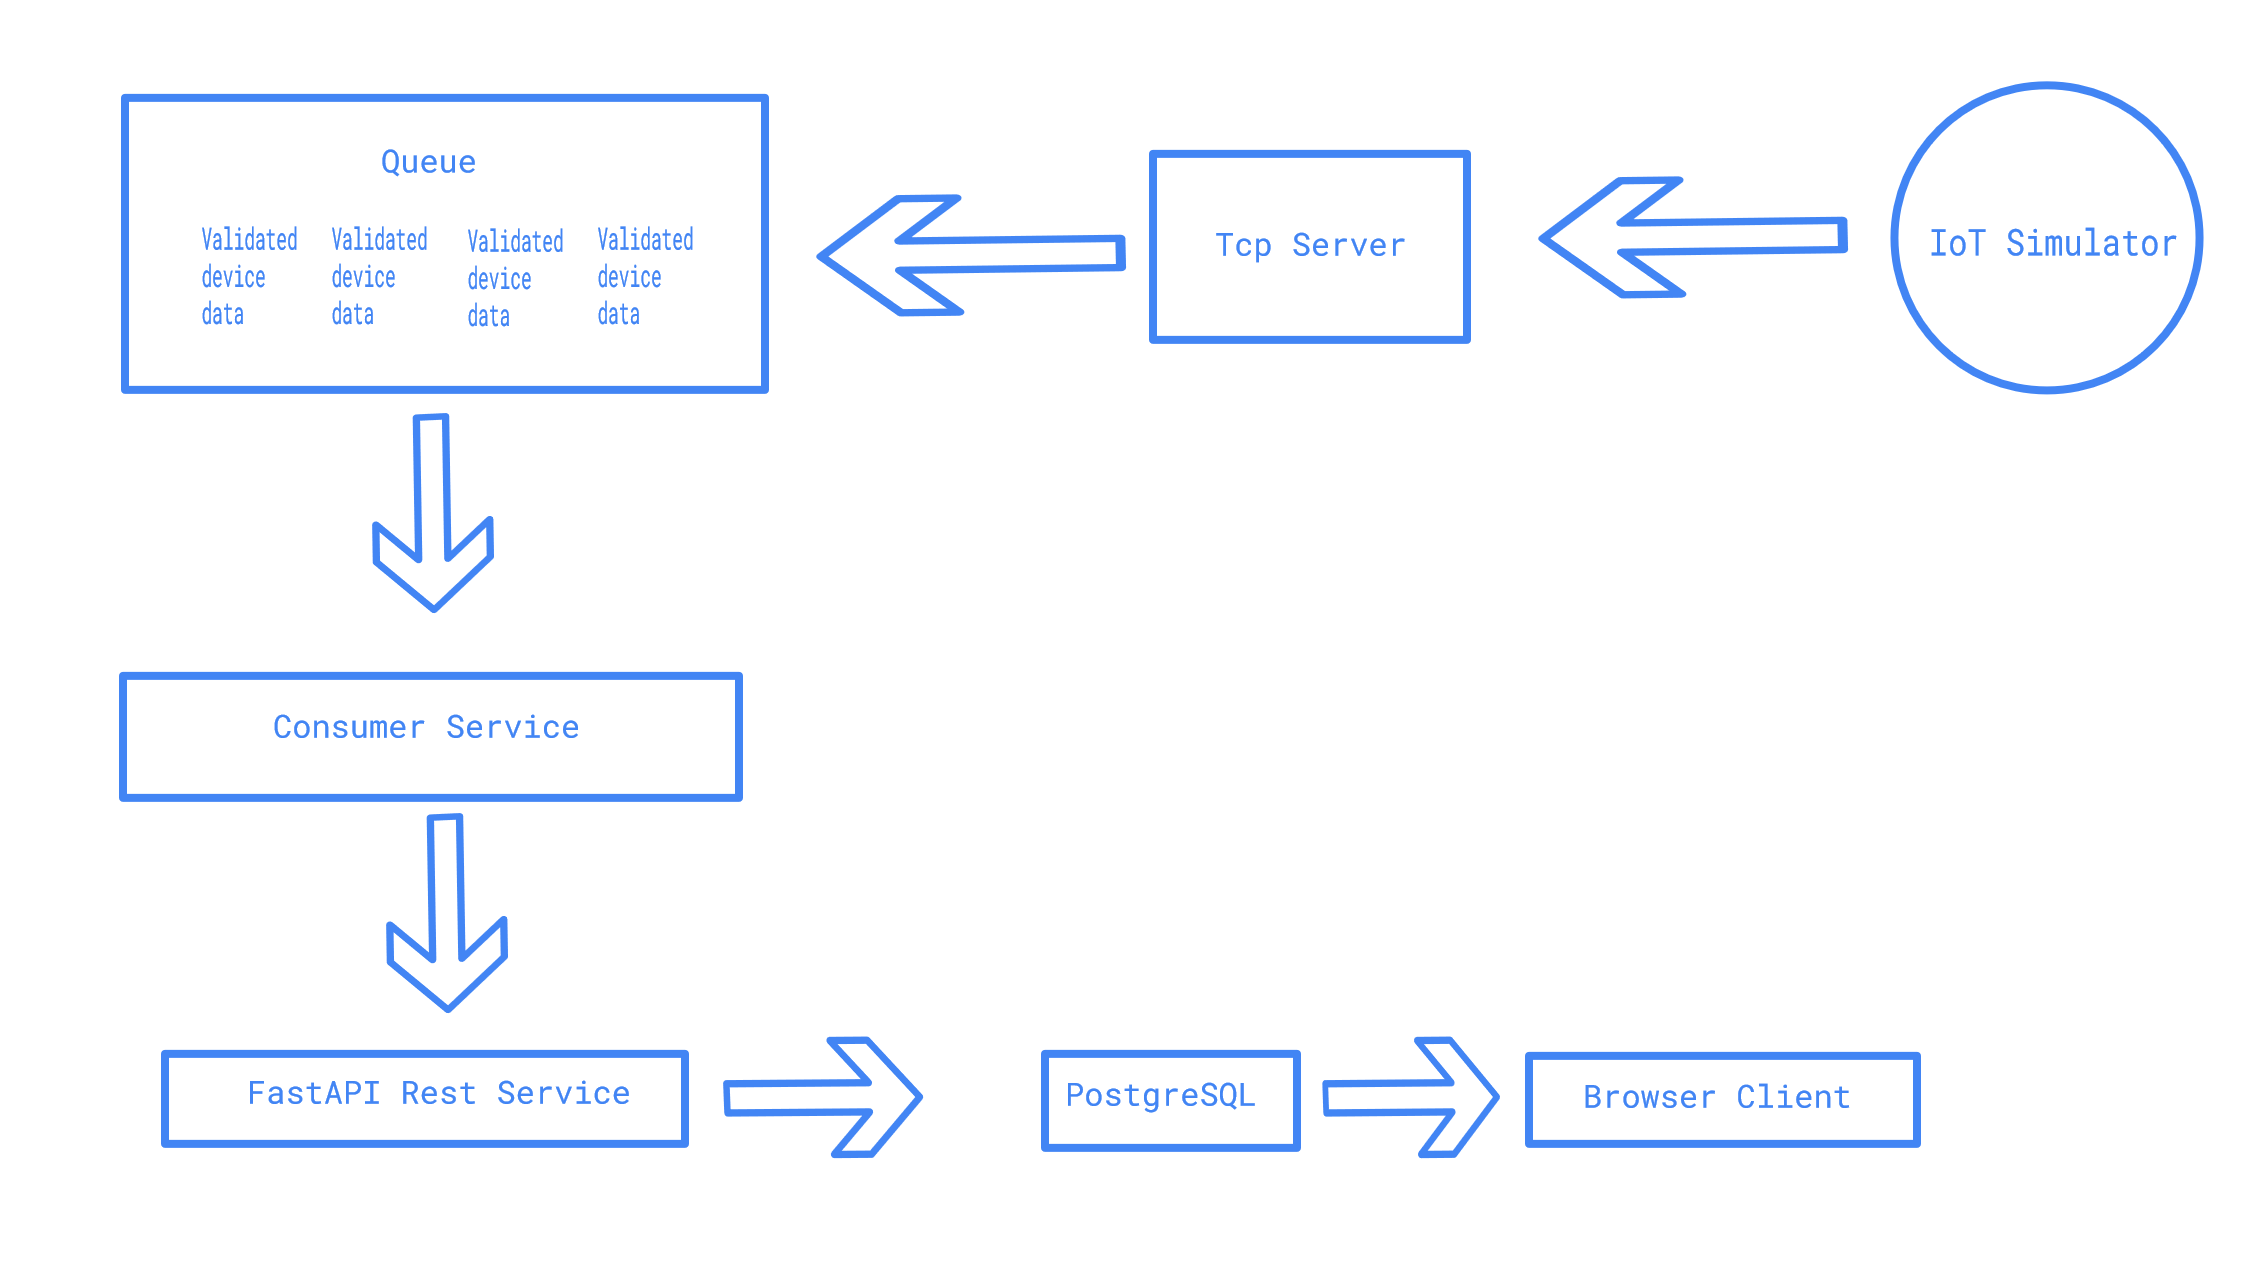 Queue
Validated device data
Validated device data
Validated device data
Validated device data
Tcp Server
IoT Simulator
Consumer Service
FastAPI Rest Service
PostgreSQL
Browser Client